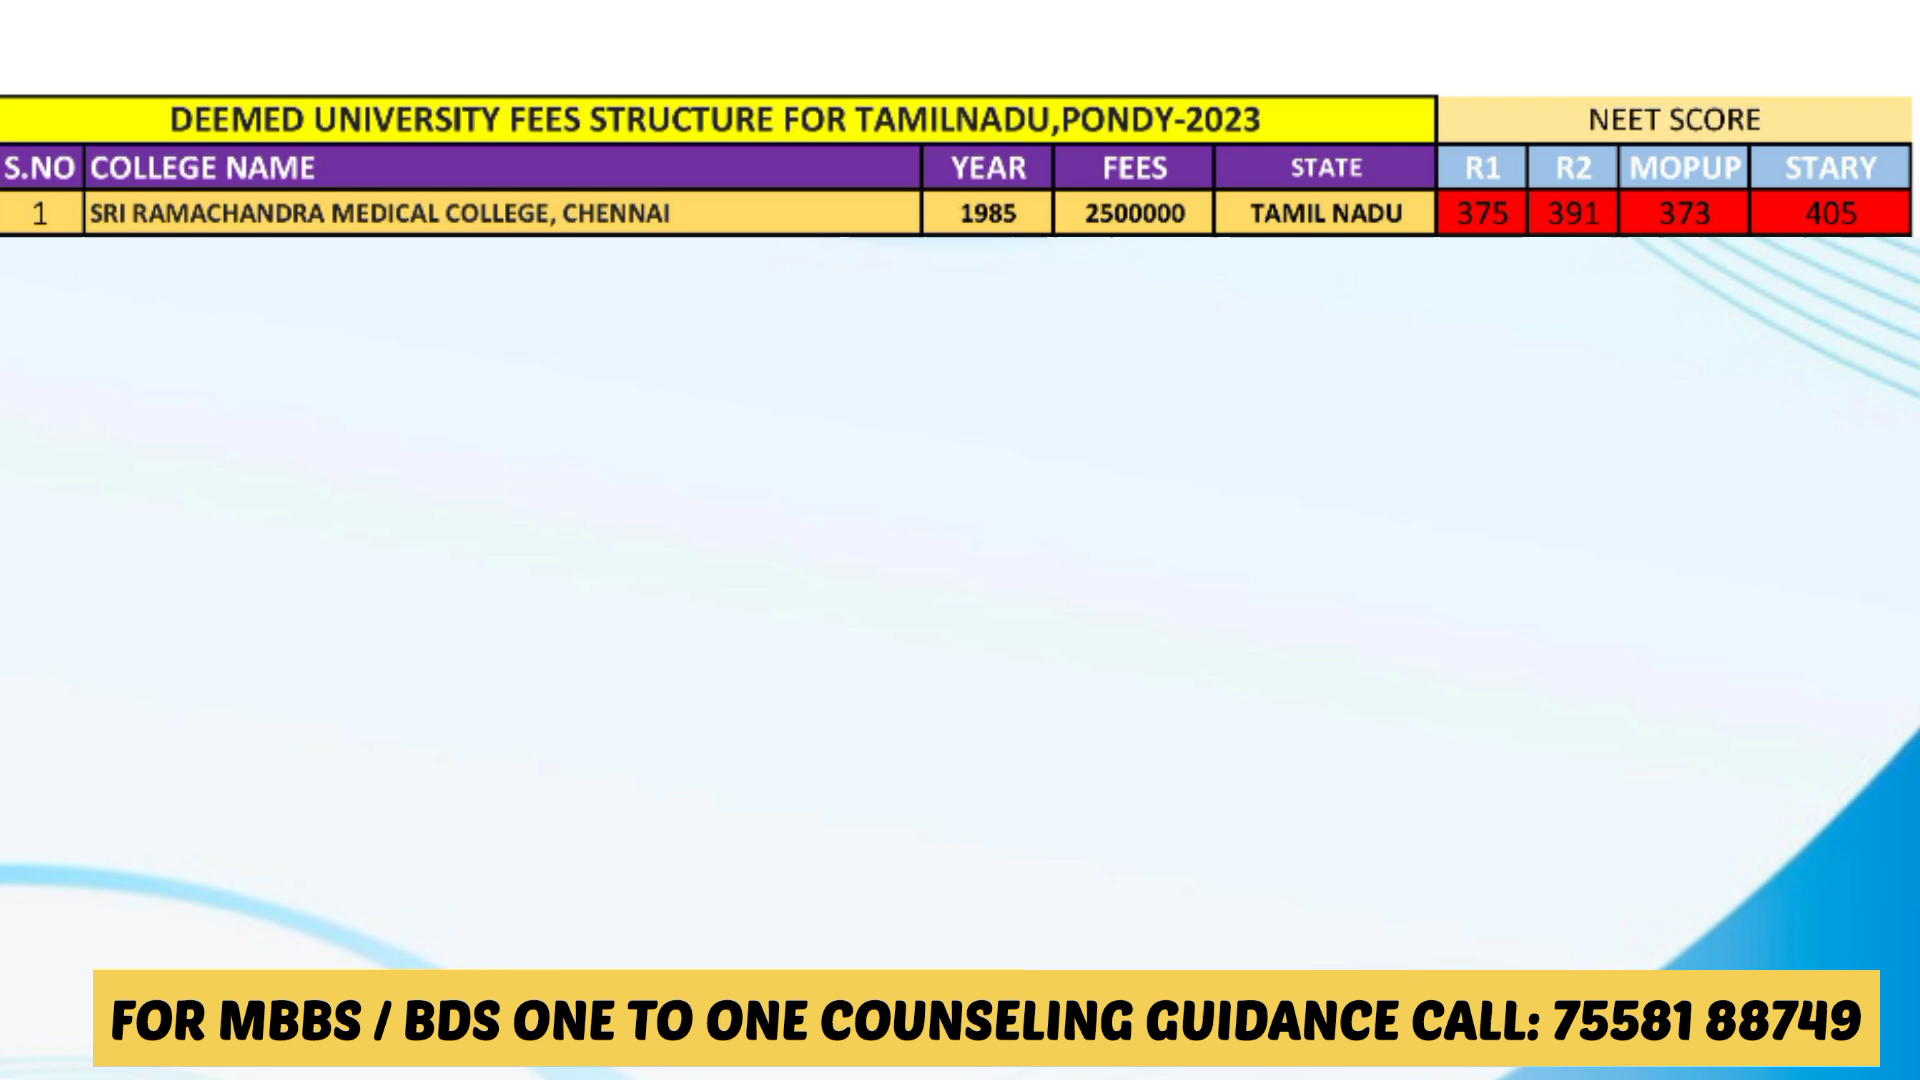 DEEMED UNIVERSITY FEES STRUCTURE FOR TAMILNADU,PONDY-2023 NEET SCORE
S.NO COLLEGE NAME YEAR FEES STATE R1 R2 MOPUP STARY
1 SRI RAMACHANDRA MEDICAL COLLEGE, CHENNAI 1985 2500000 TAMIL NADU 375 391 373 405
FOR MBBS / BDS ONE TO ONE COUNSELING GUIDANCE CALL: 75581 88749